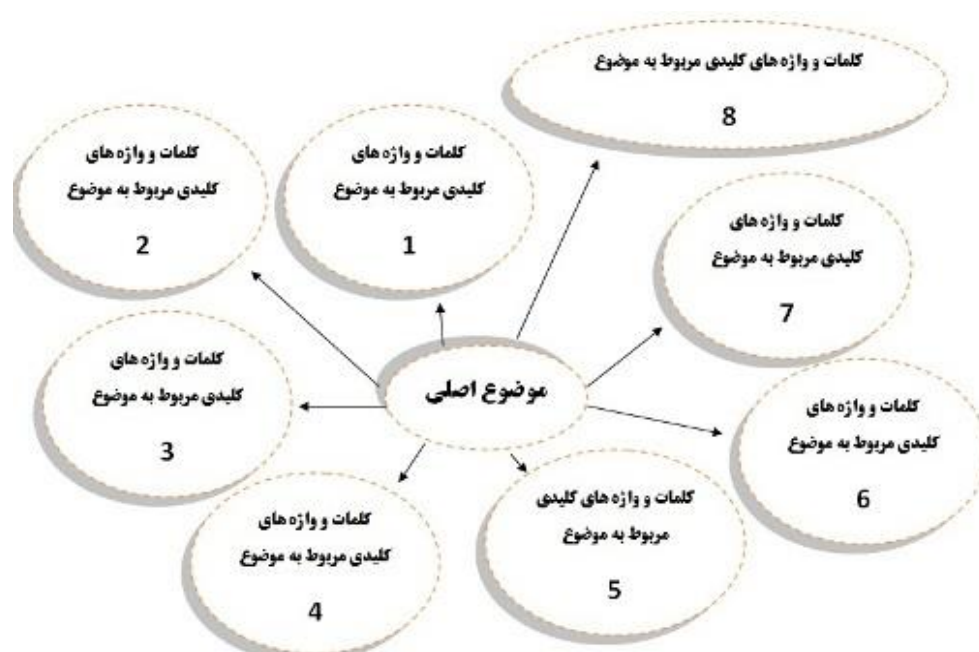 موضوع اصلی
کلمات و واژه های
کلیدی مربوط به موضوع
1
کلمات و واژه های
کلیدی مربوط به موضوع
2
کلمات و واژه های
کلیدی مربوط به موضوع
3
کلمات و واژه های
کلیدی مربوط به موضوع
4
کلمات و واژه های کلیدی
مربوط به موضوع
5
کلمات و واژه های
کلیدی مربوط به موضوع
6
کلمات و واژه های
کلیدی مربوط به موضوع
7
کلمات و واژه های کلیدی مربوط به موضوع
8